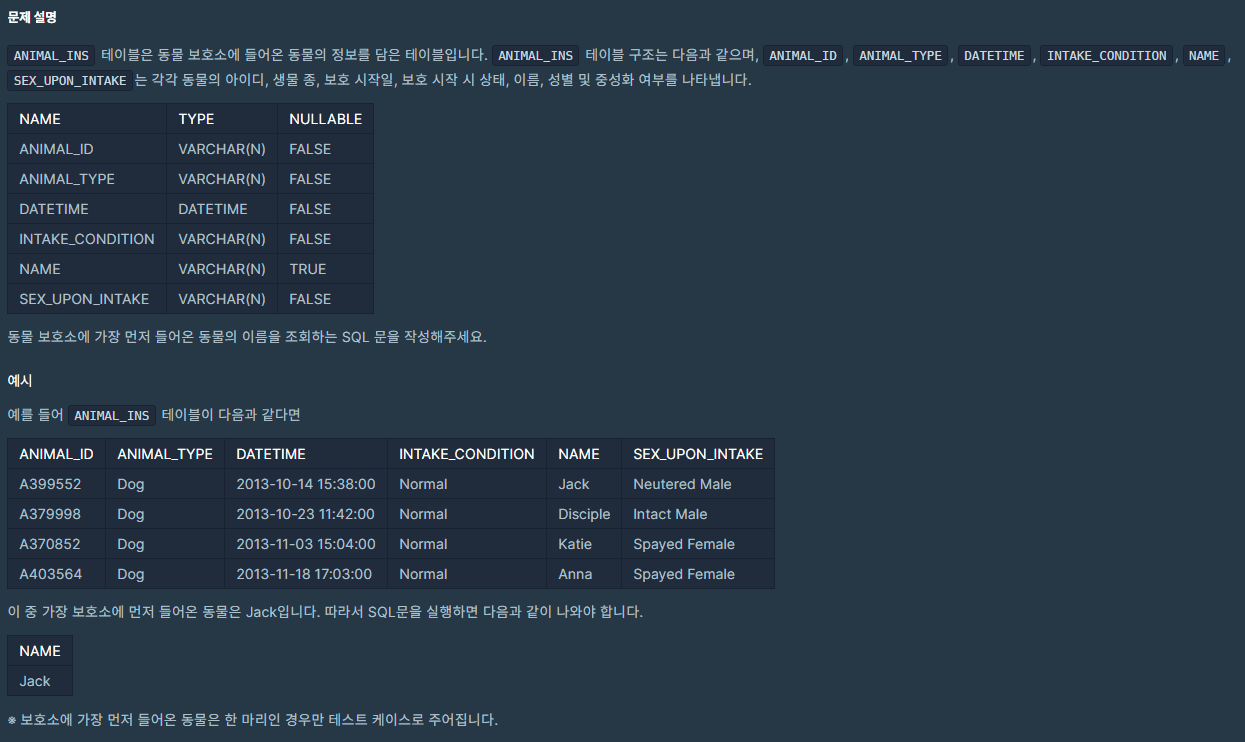 문제 설명
ANIMAL_INS 테이블은 동물 보호소에 들어온 동물의 정보를 담은 테이블입니다. ANIMAL_INS 테이블 구조는 다음과 같으며, ANIMAL_ID , ANIMAL_TYPE , DATETIME , INTAKE_CONDITION , NAME ,
SEX_UPON_INTAKE 는 각각 동물의 아이디, 생물 종, 보호 시작일, 보호 시작 시 상태, 이름, 성별 및 중성화 여부를 나타냅니다.
NAME TYPE NULLABLE
ANIMAL_ID VARCHAR(N) FALSE
ANIMAL_TYPE VARCHAR(N) FALSE
DATETIME DATETIME FALSE
INTAKE_CONDITION VARCHAR(N) FALSE
NAME VARCHAR(N) TRUE
SEX_UPON_INTAKE VARCHAR(N) FALSE
동물 보호소에 가장 먼저 들어온 동물의 이름을 조회하는 SQL 문을 작성해주세요.
예시
예를 들어 ANIMAL_INS 테이블이 다음과 같다면
ANIMAL_ID ANIMAL_TYPE DATETIME INTAKE_CONDITION NAME SEX_UPON_INTAKE
A399552 Dog 2013-10-14 15:38:00 Normal Jack Neutered Male
A379998 Dog 2013-10-23 11:42:00 Normal Disciple Intact Male
A370852 Dog 2013-11-03 15:04:00 Normal Katie Spayed Female
A403564 Dog 2013-11-18 17:03:00 Normal Anna Spayed Female
이 중 가장 보호소에 먼저 들어온 동물은 Jack입니다. 따라서 SQL문을 실행하면 다음과 같이 나와야 합니다.
NAME
Jack
※ 보호소에 가장 먼저 들어온 동물은 한 마리인 경우만 테스트 케이스로 주어집니다.